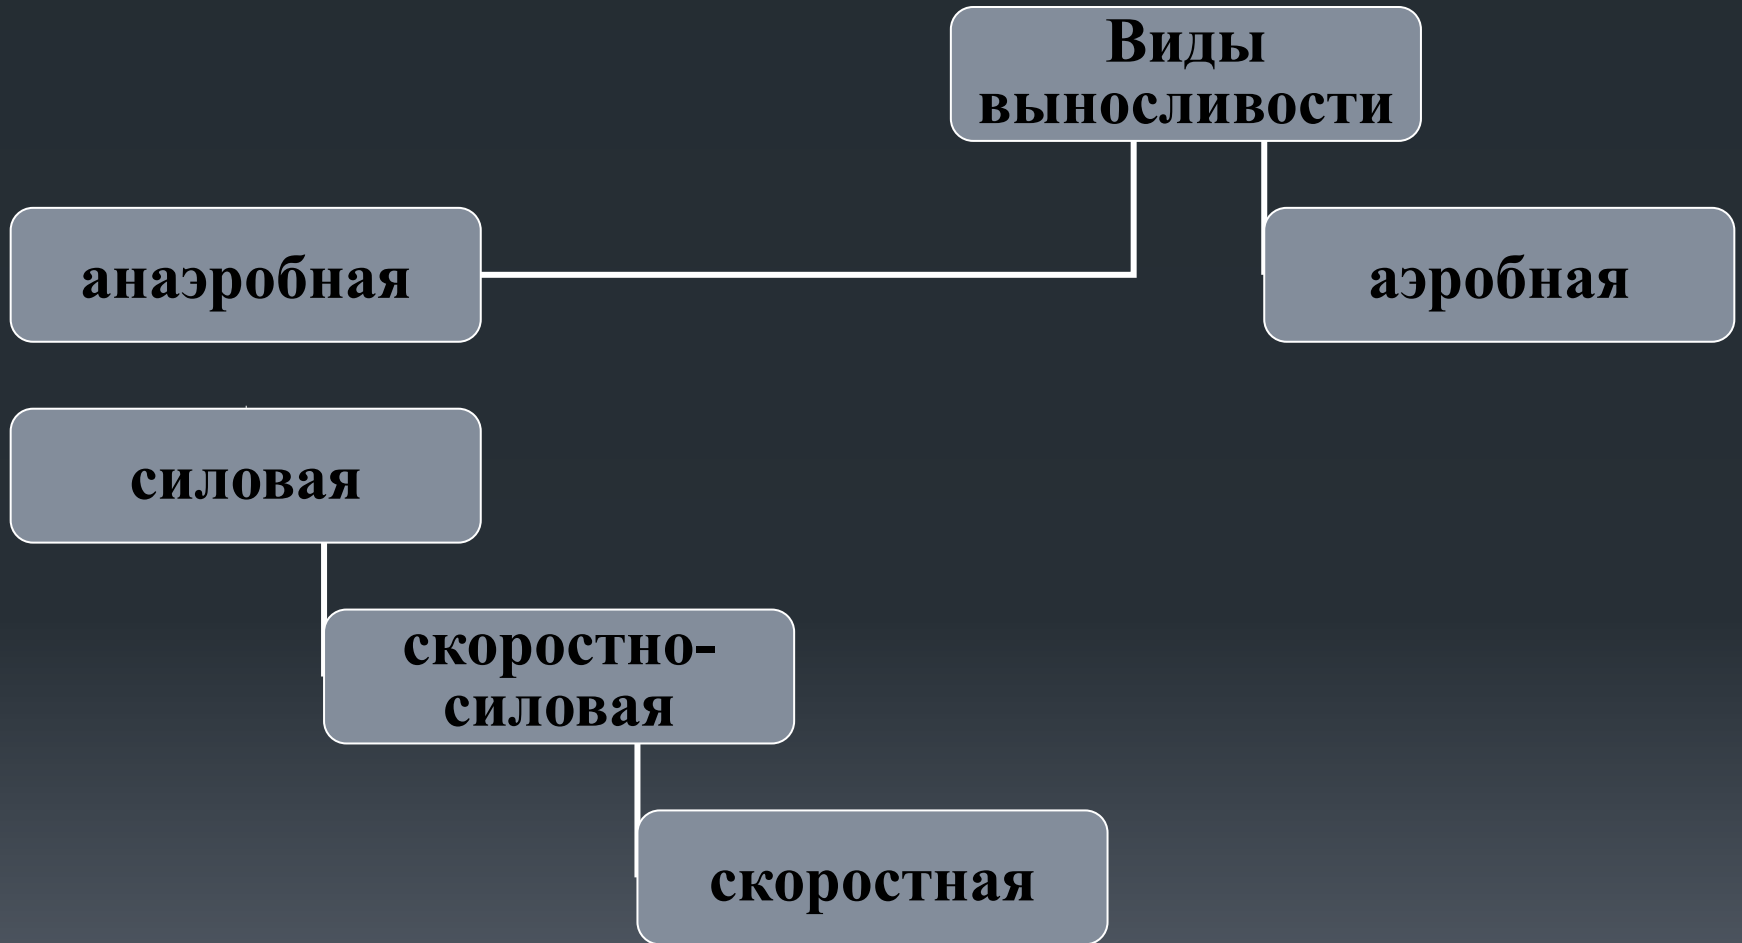 Виды
выносливости
анаэробная
аэробная
силовая
скоростно-
силовая
скоростная